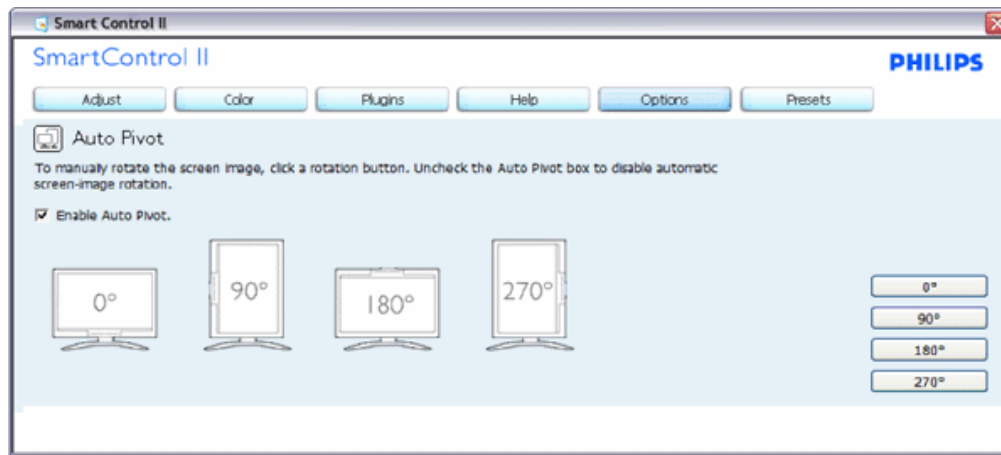 Smart Control II
SmartControl II
PHILIPS
Adjust
Color
Plugins
Help
Options
Presets
Auto Pivot
To manualy rotate the screen image, click a rotation button. Uncheck the Auto Pivot box to disable automatic
screen-image rotation.
Enable Auto Pivot.
0°
90°
180°
270°
0°
90°
180°
270°